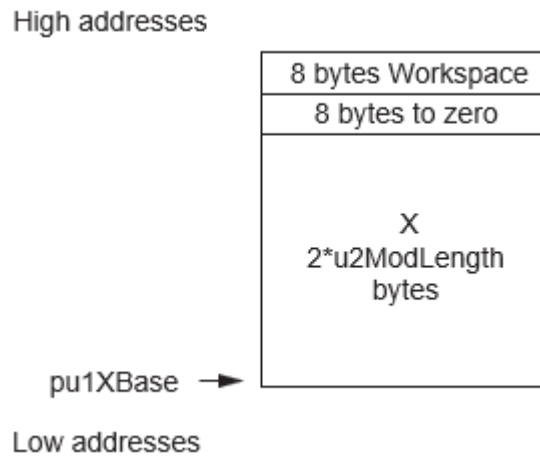 High addresses
8 bytes Workspace
8 bytes to zero
X
2*u2ModLength
bytes
pu1XBase
Low addresses